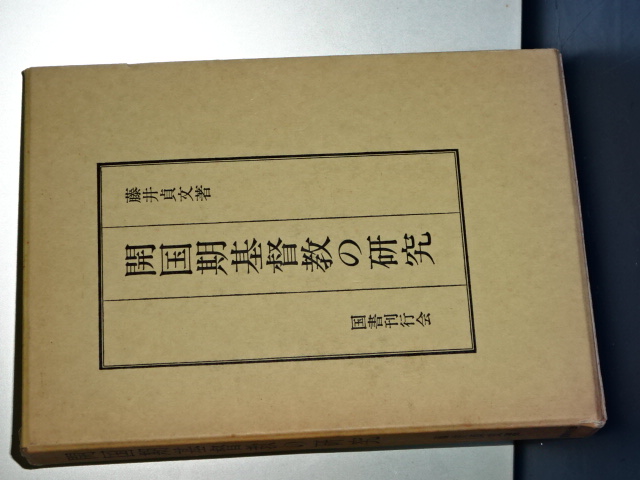 藤井貞文著
開国期基督教の研究
国書刊行会